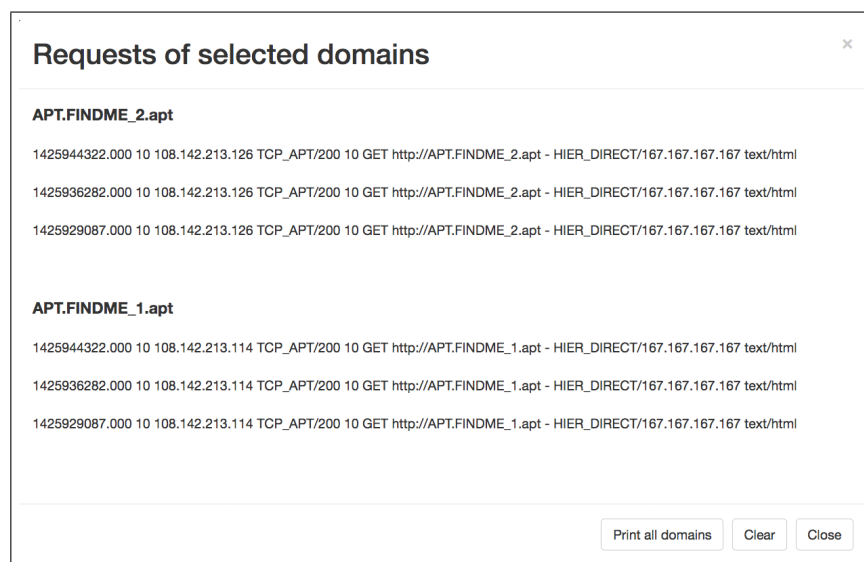 Requests of selected domains
×
APT.FINDME_2.apt
1425944322.000 10 108.142.213.126 TCP_APT/200 10 GET http://APT.FINDME_2.apt - HIER_DIRECT/167.167.167.167 text/html
1425936282.000 10 108.142.213.126 TCP_APT/200 10 GET http://APT.FINDME_2.apt - HIER_DIRECT/167.167.167.167 text/html
1425929087.000 10 108.142.213.126 TCP_APT/200 10 GET http://APT.FINDME_2.apt - HIER_DIRECT/167.167.167.167 text/html
APT.FINDME_1.apt
1425944322.000 10 108.142.213.114 TCP_APT/200 10 GET http://APT.FINDME_1.apt - HIER_DIRECT/167.167.167.167 text/html
1425936282.000 10 108.142.213.114 TCP_APT/200 10 GET http://APT.FINDME_1.apt - HIER_DIRECT/167.167.167.167 text/html
1425929087.000 10 108.142.213.114 TCP_APT/200 10 GET http://APT.FINDME_1.apt - HIER_DIRECT/167.167.167.167 text/html
Print all domains Clear Close